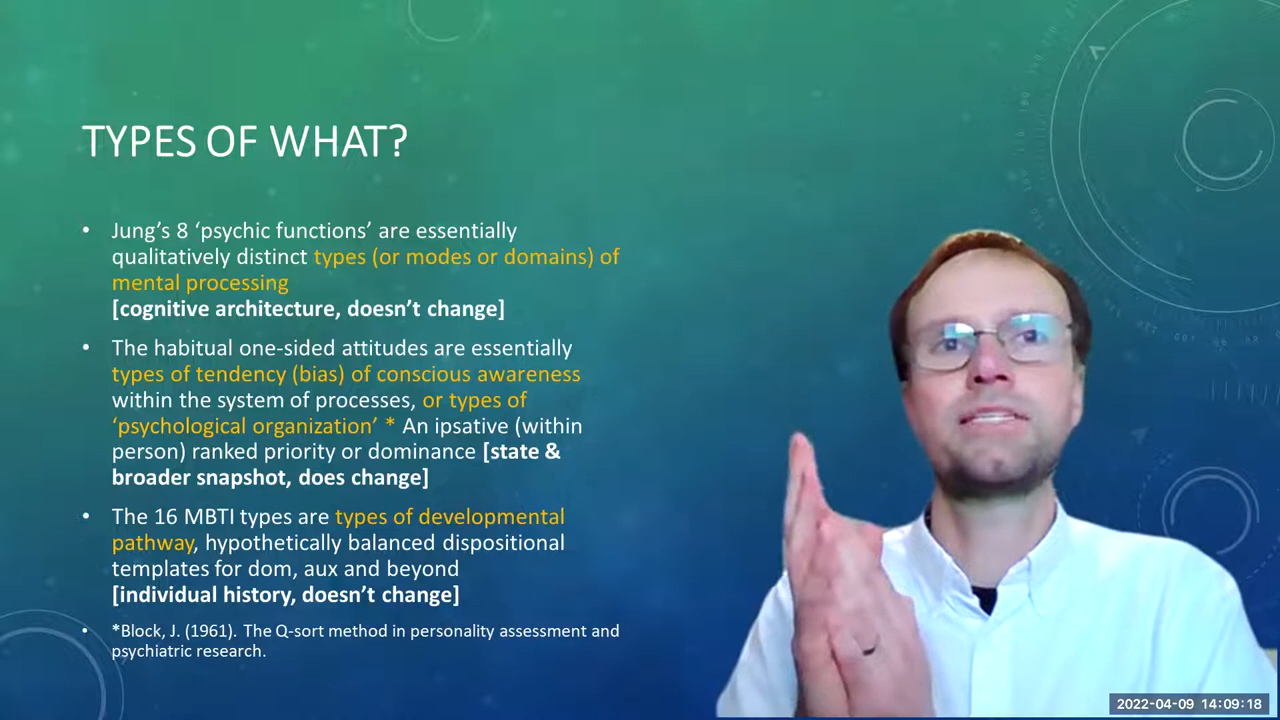 TYPES OF WHAT?
• Jung's 8 ‘psychic functions’ are essentially
qualitatively distinct types (or modes or domains) of
mental processing
[cognitive architecture, doesn't change]
• The habitual one-sided attitudes are essentially
types of tendency (bias) of conscious awareness
within the system of processes, or types of
‘psychological organization’ * An ipsative (within
person) ranked priority or dominance [state &
broader snapshot, does change]
• The 16 MBTI types are types of developmental
pathway, hypothetically balanced dispositional
templates for dom, aux and beyond
[individual history, doesn't change]
• *Block, J. (1961). The Q-sort method in personality assessment and
psychiatric research.
2022-04-09 14:09:18